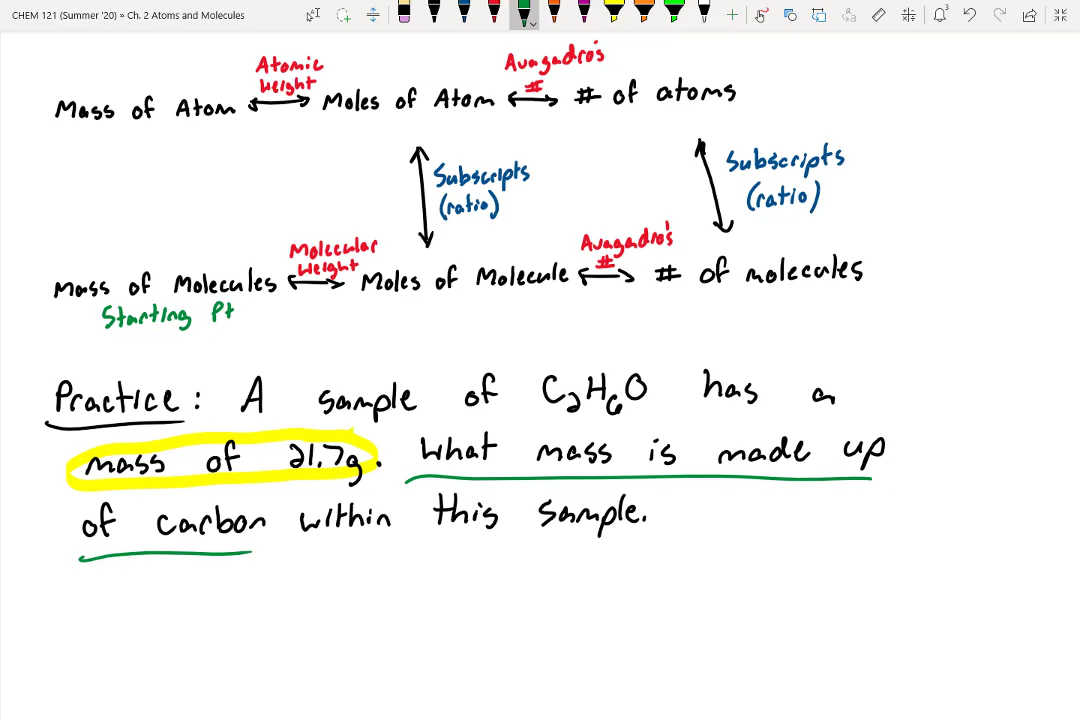 CHEM 121 (Summer '20) » Ch. 2 Atoms and Molecules
3
Atomic Weight
Avagadro's #
Mass of Atom Moles of Atom # of atoms
Subscripts (ratio)
Subscripts (ratio)
Molecular Weight
Avagadro's #
Mass of Molecules Moles of Molecule # of molecules
Starting Pt
Practice: A sample of C₂H₆O has a
mass of 21.7g. What mass is made up
of carbon within this sample.